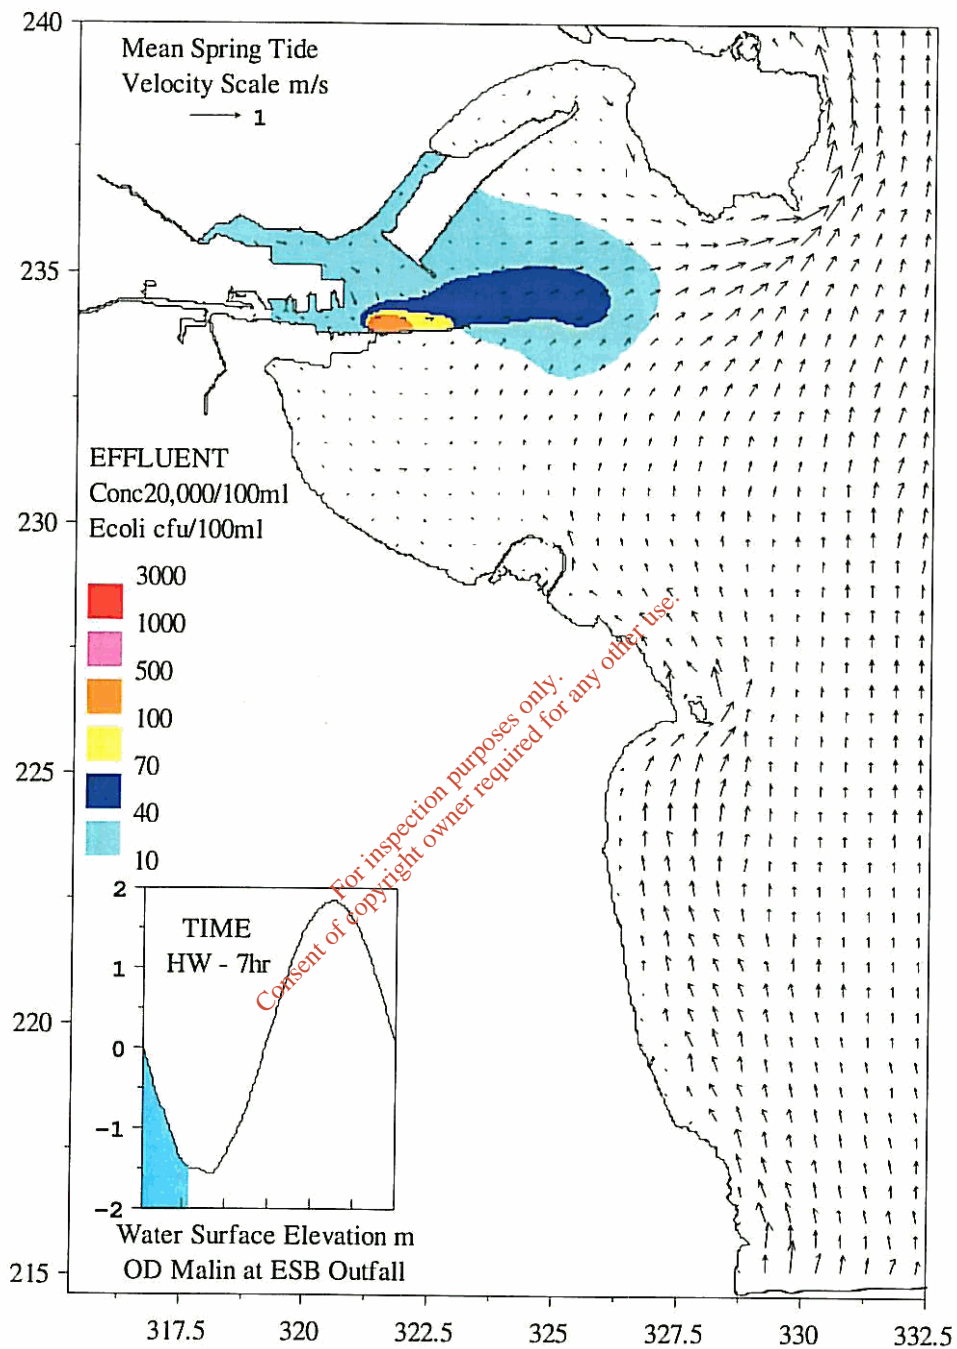 240
Mean Spring Tide
Velocity Scale m/s
1
235
EFFLUENT
Conc20,000/100ml
Ecoli cfu/100ml
230
3000
1000
500
100
70
40
10
225
For inspection purposes only.
Consent of copyright owner required for any other use.
2
TIME
HW - 7hr
1
220
0
-1
-2
Water Surface Elevation m
OD Malin at ESB Outfall
215
317.5
320
322.5
325
327.5
330
332.5